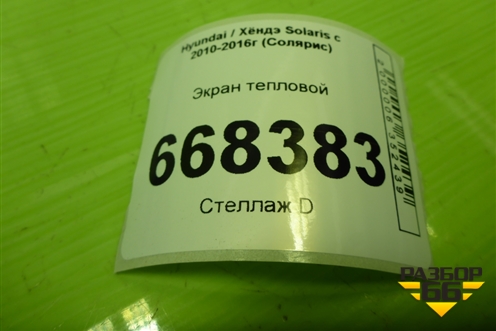 Hyundai / Хёндэ Solaris с
2010-2016г (Солярис)
Экран тепловой
668383
Стеллаж D
РАЗБОР
66